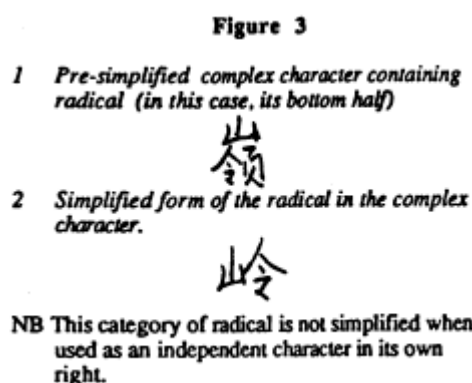 Figure 3
1 Pre-simplified complex character containing
radical (in this case, its bottom half)
嶺
2 Simplified form of the radical in the complex
character.
岭
NB This category of radical is not simplified when
used as an independent character in its own
right.